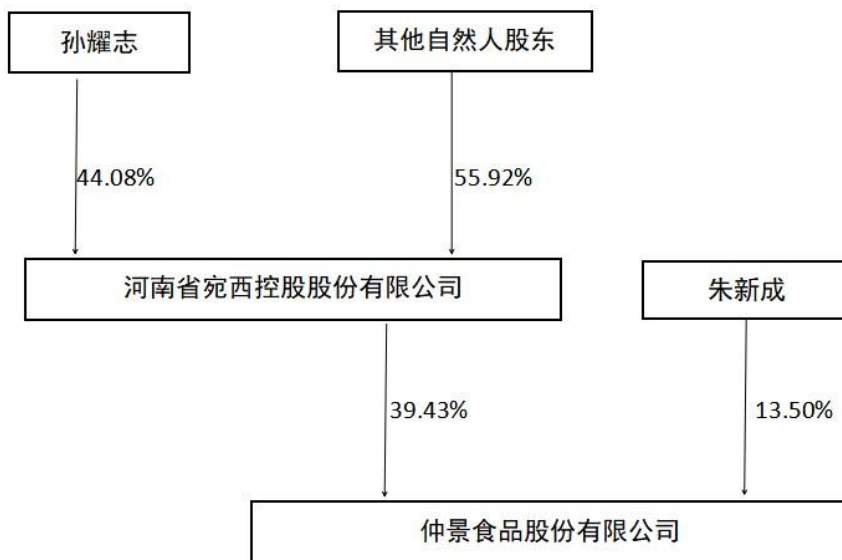 孙耀志
其他自然人股东
44.08%
55.92%
河南省宛西控股股份有限公司
朱新成
39.43%
13.50%
仲景食品股份有限公司